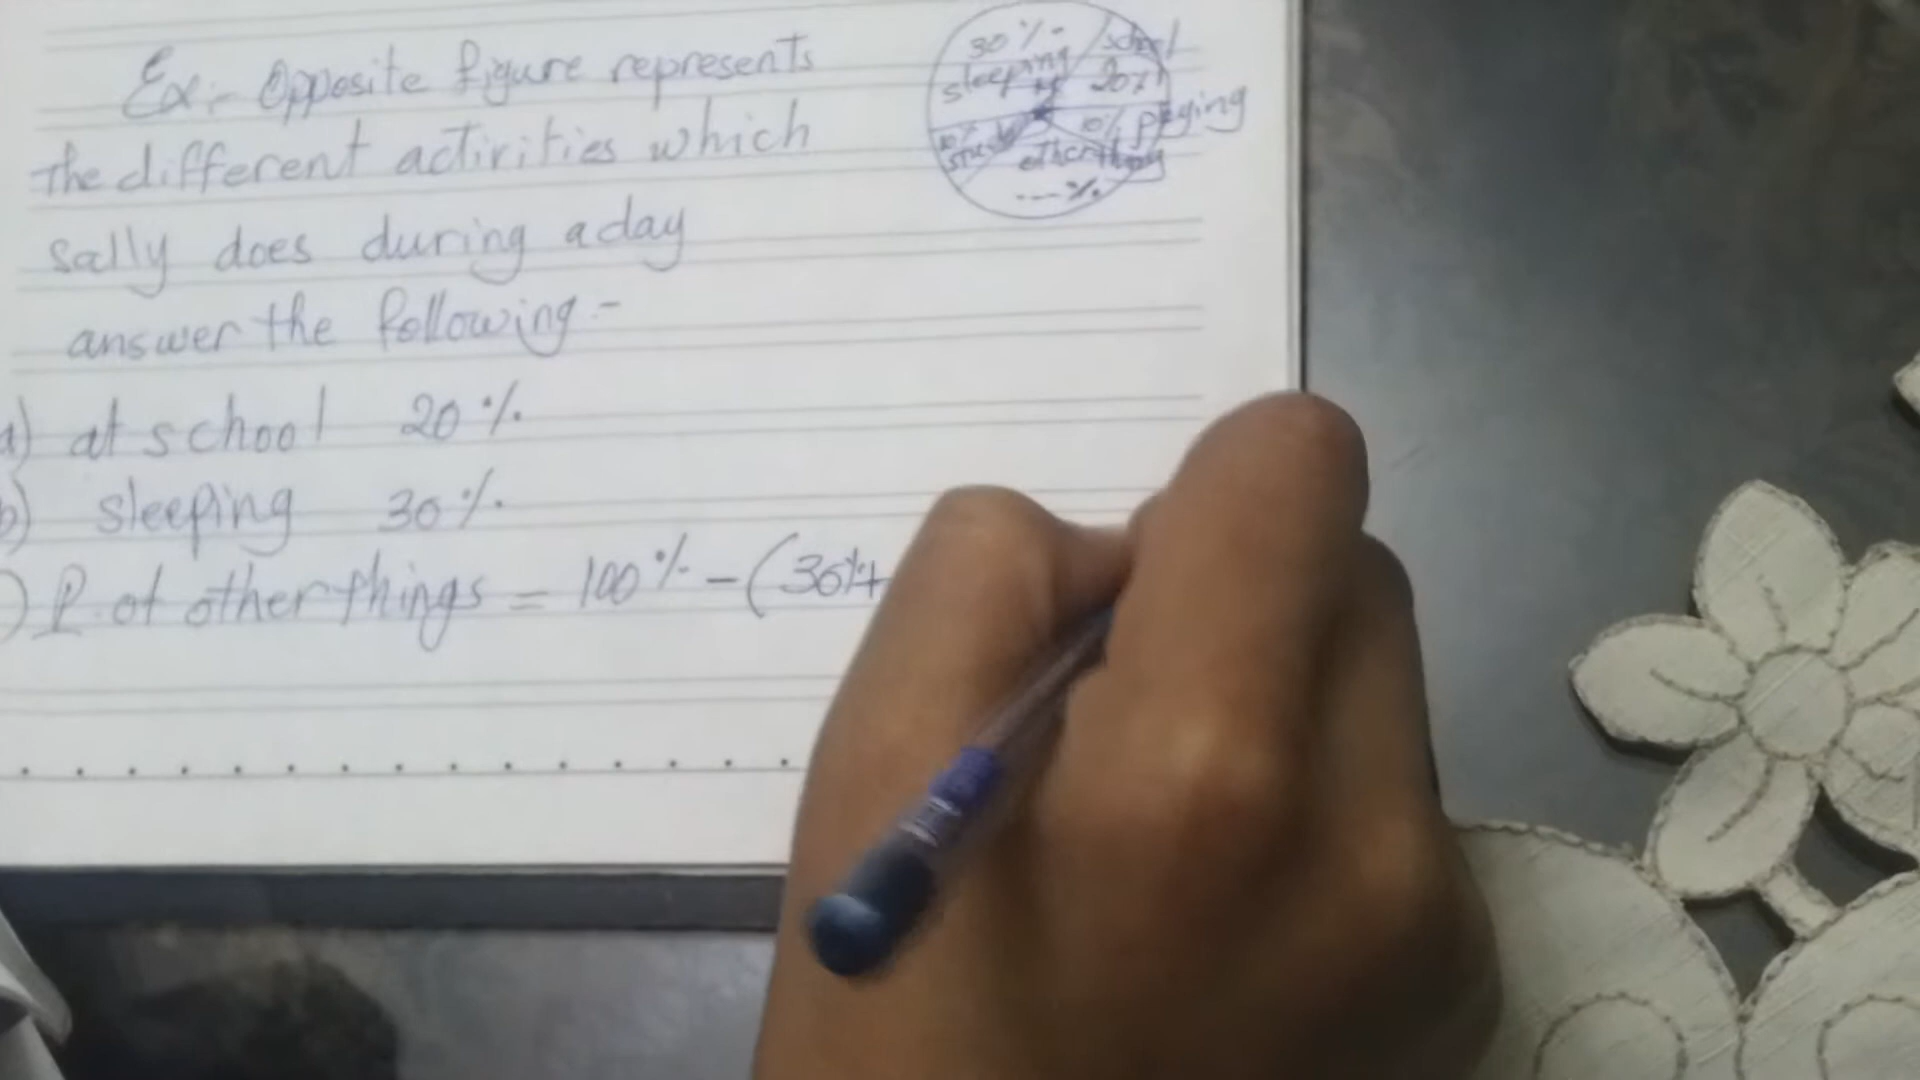 Ex:- Opposite figure represents
the different activities which
sally does during a day
answer the following:-
a) at school 20%
b) sleeping 30%
) P. of other things = 100% - (30%+
30%
sleeping
school
20%
10% playing
10%
study
other thing
---%